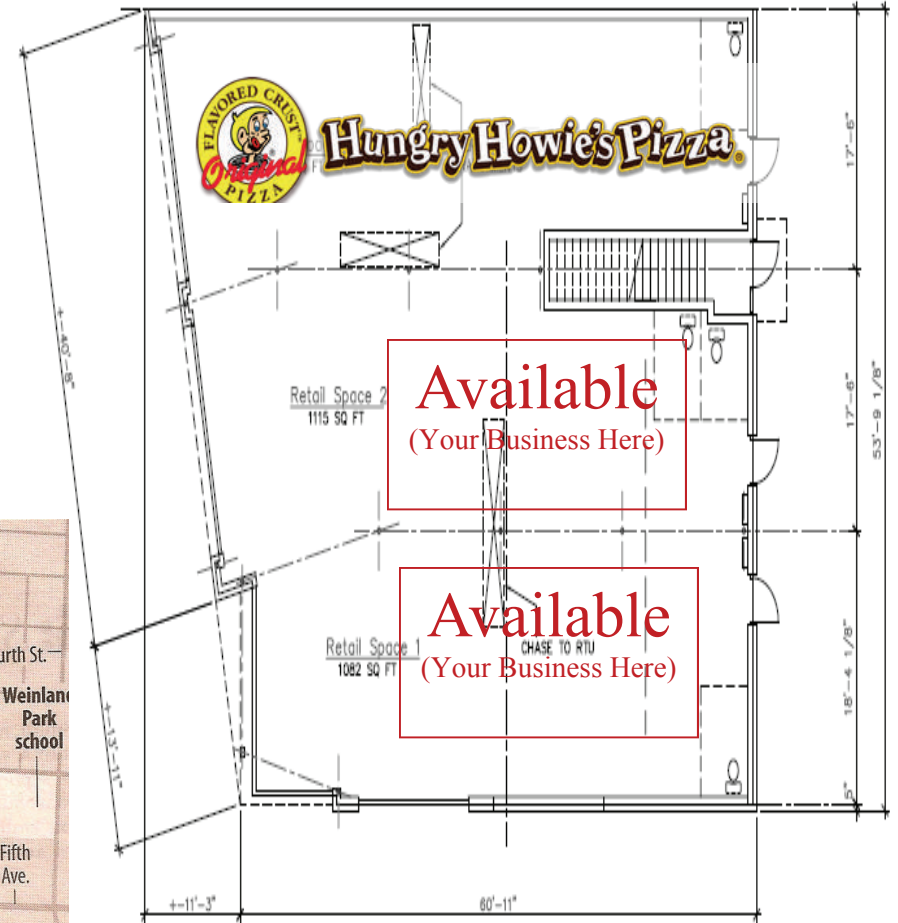 FLAVORED CRUST™
Original
PIZZA
Hungry Howie's Pizza®
17'-6"
+-40'-8"
Retail Space 2
1115 SQ FT
Available
(Your Business Here)
17'-6"
53'-9 1/8"
Retail Space 1
1082 SQ FT
Available
(Your Business Here)
CHASE TO RTU
18'-4 1/8"
5"
urth St.
Weinlan
Park
school
+-13'-11"
Fifth
Ave.
+-11'-3"
60'-11"